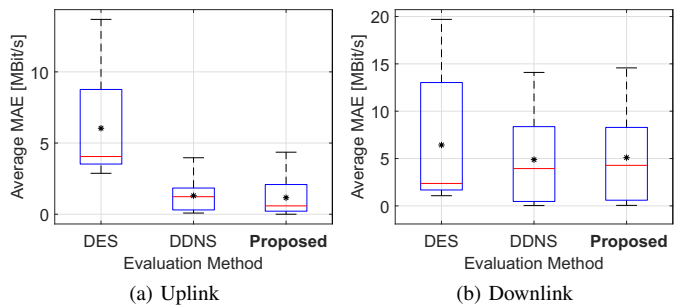 Average MAE [MBit/s]
10
5
0
DES DDNS Proposed
Evaluation Method
(a) Uplink
Average MAE [MBit/s]
20
15
10
5
0
DES DDNS Proposed
Evaluation Method
(b) Downlink